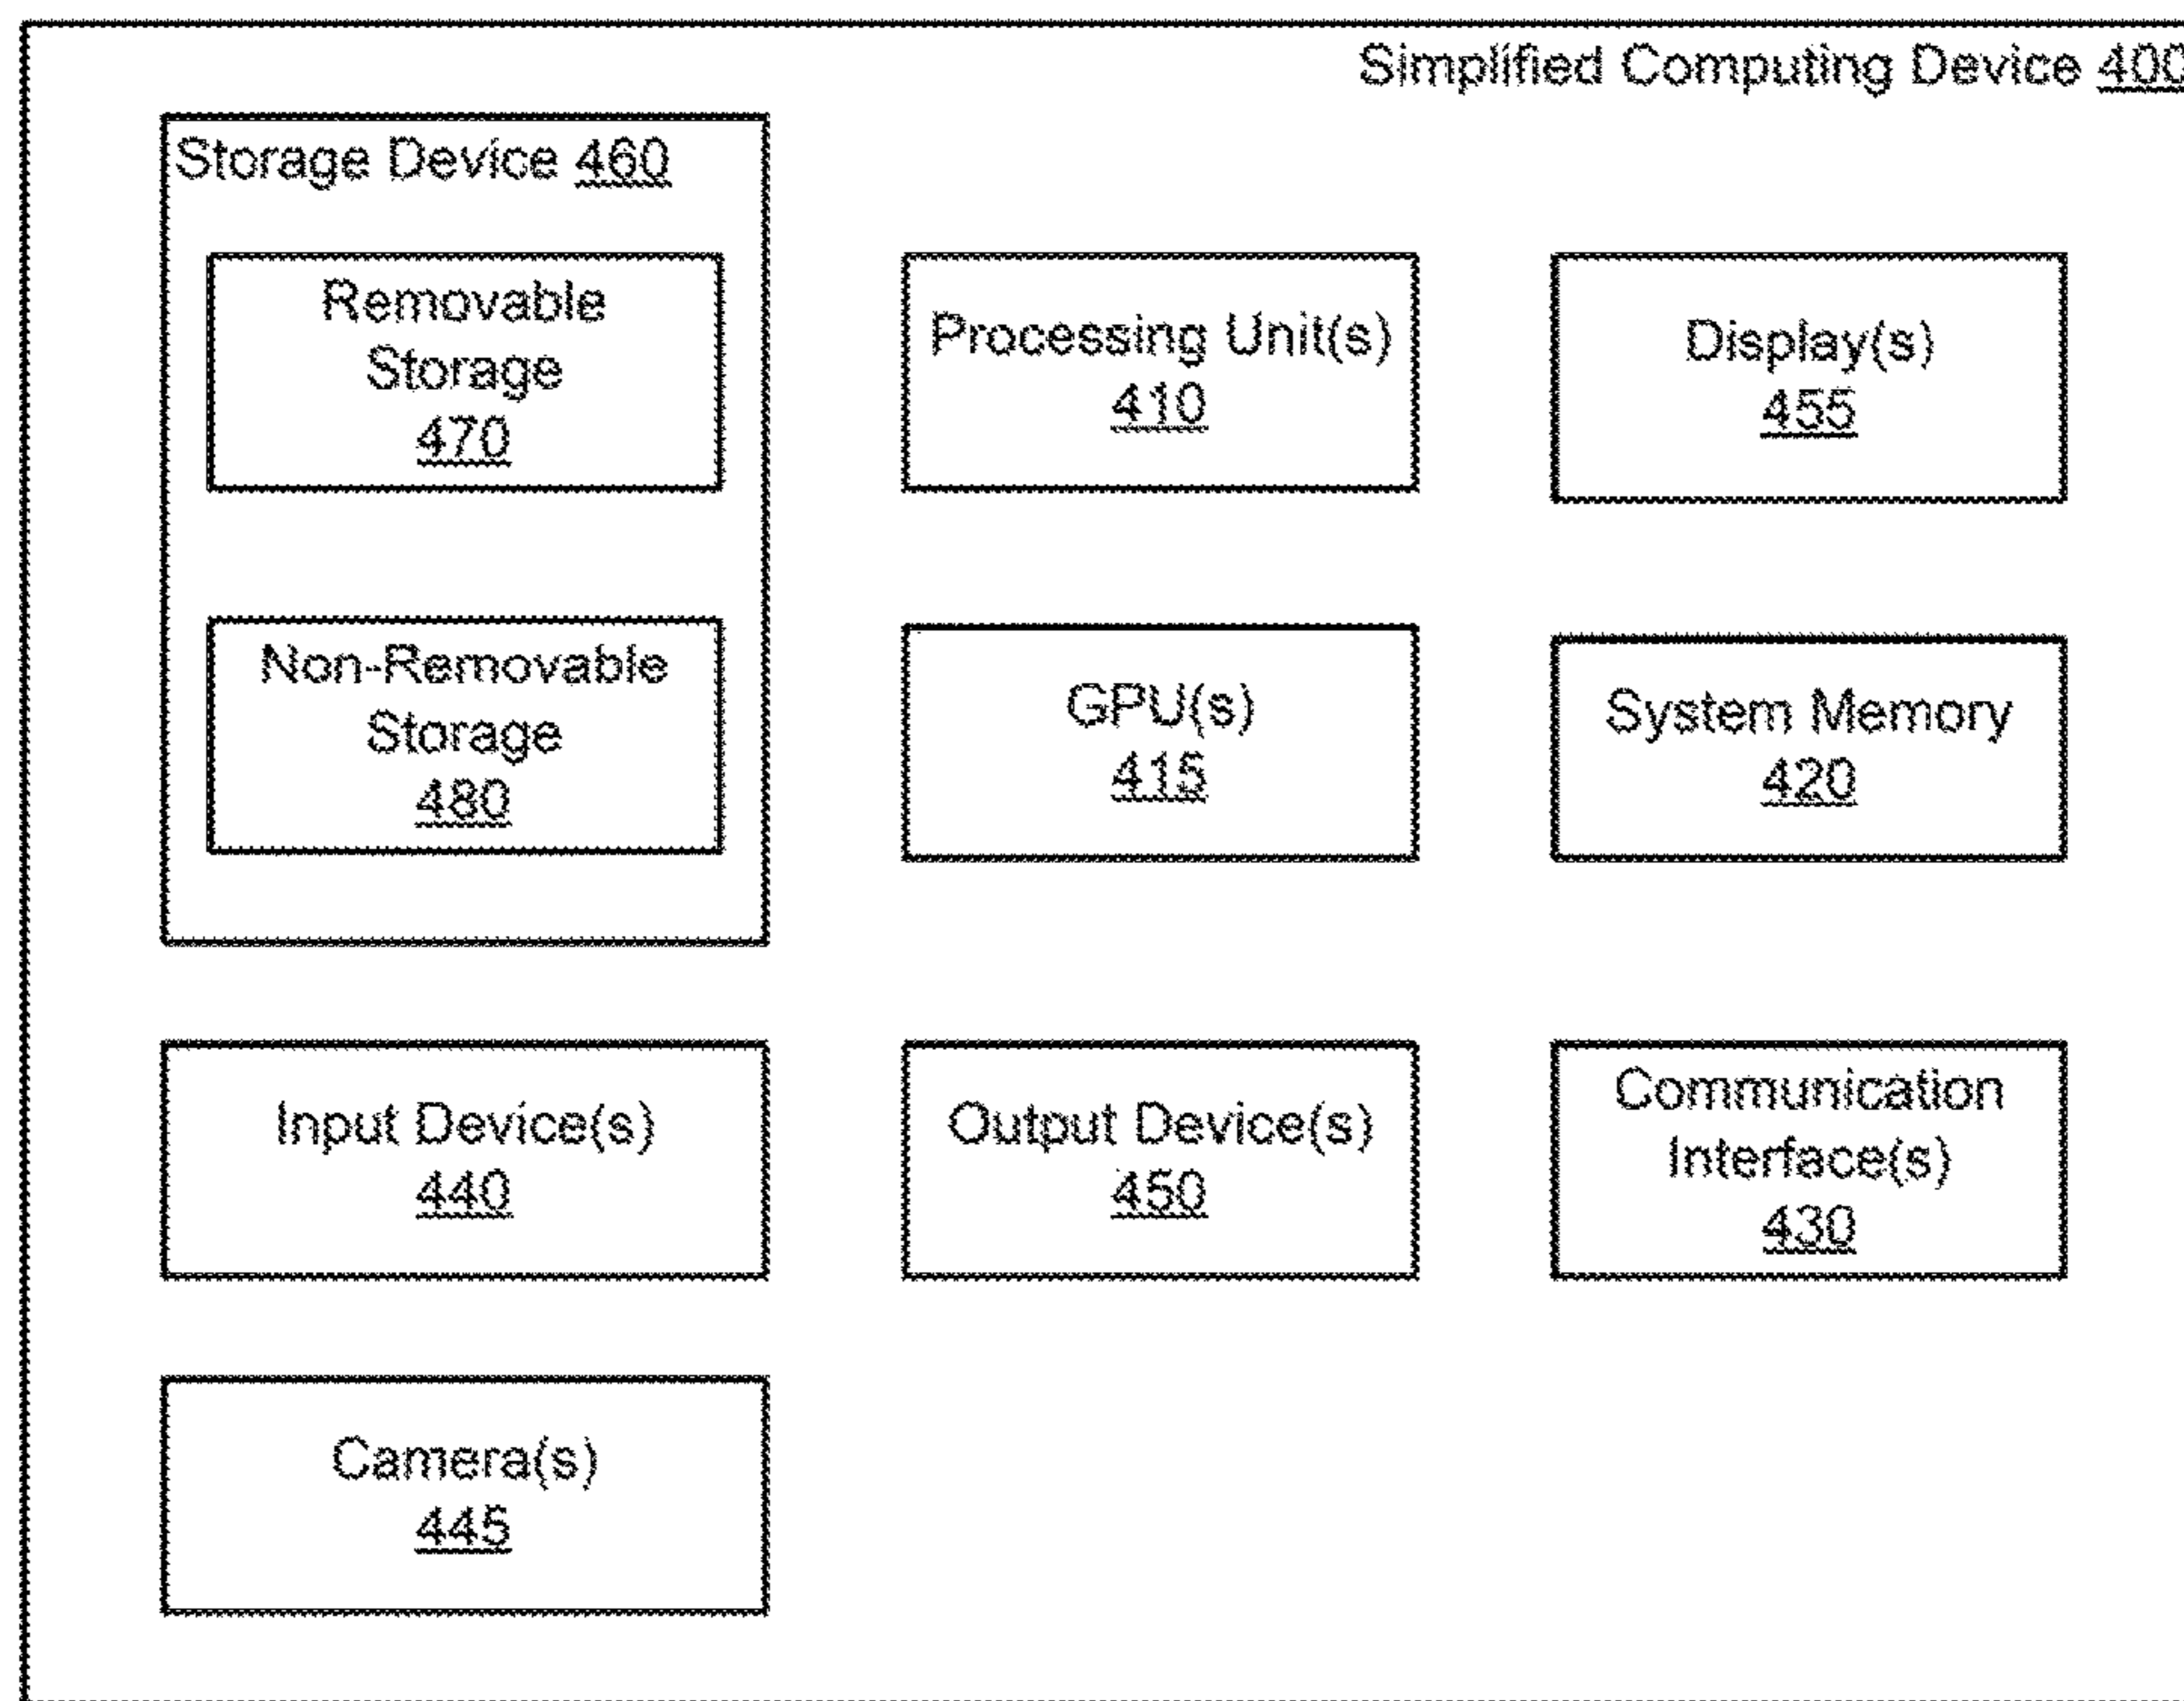 Simplified Computing Device 400
Storage Device 460
Removable
Storage
470
Processing Unit(s)
410
Display(s)
455
Non-Removable
Storage
480
GPU(s)
415
System Memory
420
Input Device(s)
440
Output Device(s)
450
Communication
Interface(s)
430
Camera(s)
445